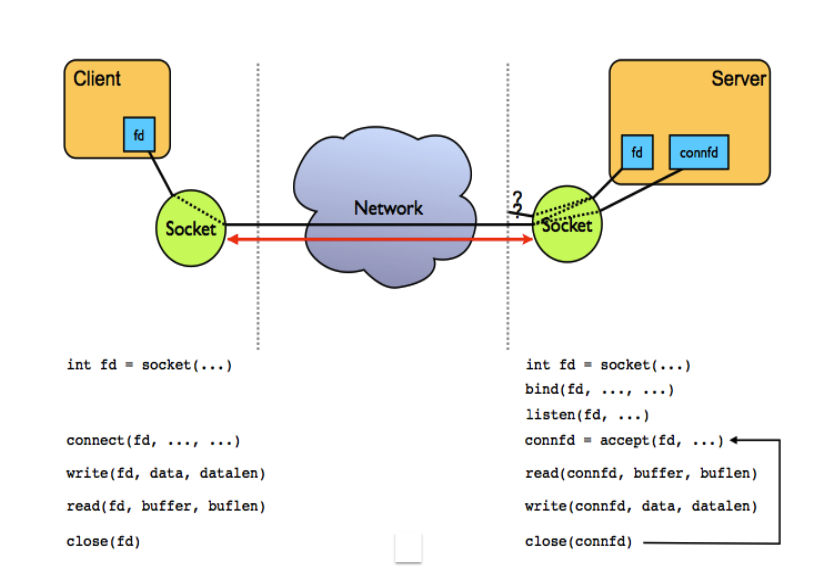 Client
Server
fd
fd
connfd
?
?
Network
Socket
Socket
int fd = socket(...)
connect(fd, ..., ...)
write(fd, data, datalen)
read(fd, buffer, buflen)
close(fd)
int fd = socket(...)
bind(fd, ..., ...)
listen(fd, ...)
connfd = accept(fd, ...)
read(connfd, buffer, buflen)
write(connfd, data, datalen)
close(connfd)